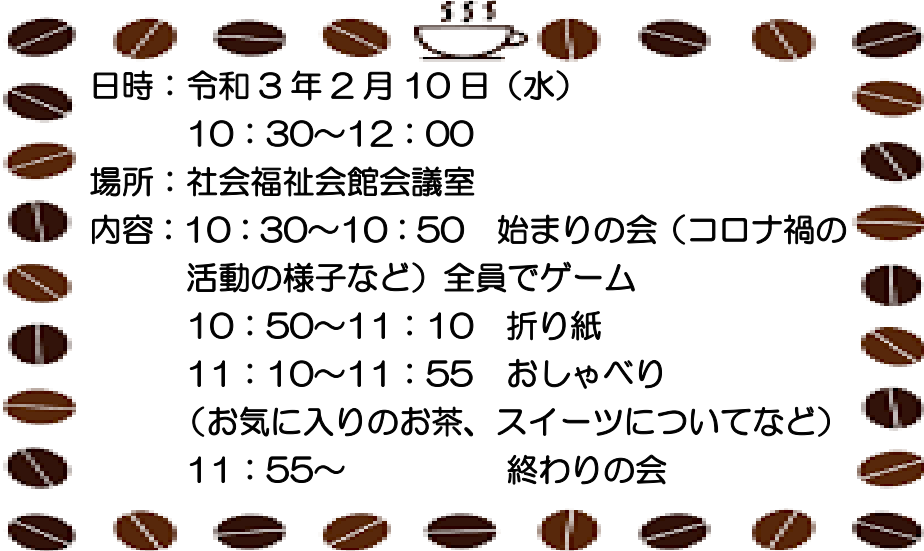 日時：令和３年２月10日（水）
10：30～12：00
場所：社会福祉会館会議室
内容：10：30～10：50　始まりの会（コロナ禍の
活動の様子など）全員でゲーム
10：50～11：10　折り紙
11：10～11：55　おしゃべり
（お気に入りのお茶、スイーツについてなど）
11：55～　　　　　終わりの会